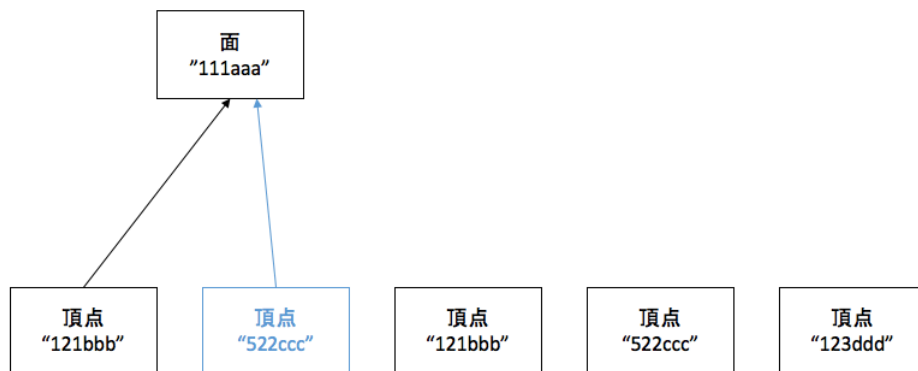 面
”111aaa”
頂点
“121bbb”
頂点
“522ccc”
頂点
“121bbb”
頂点
“522ccc”
頂点
“123ddd”